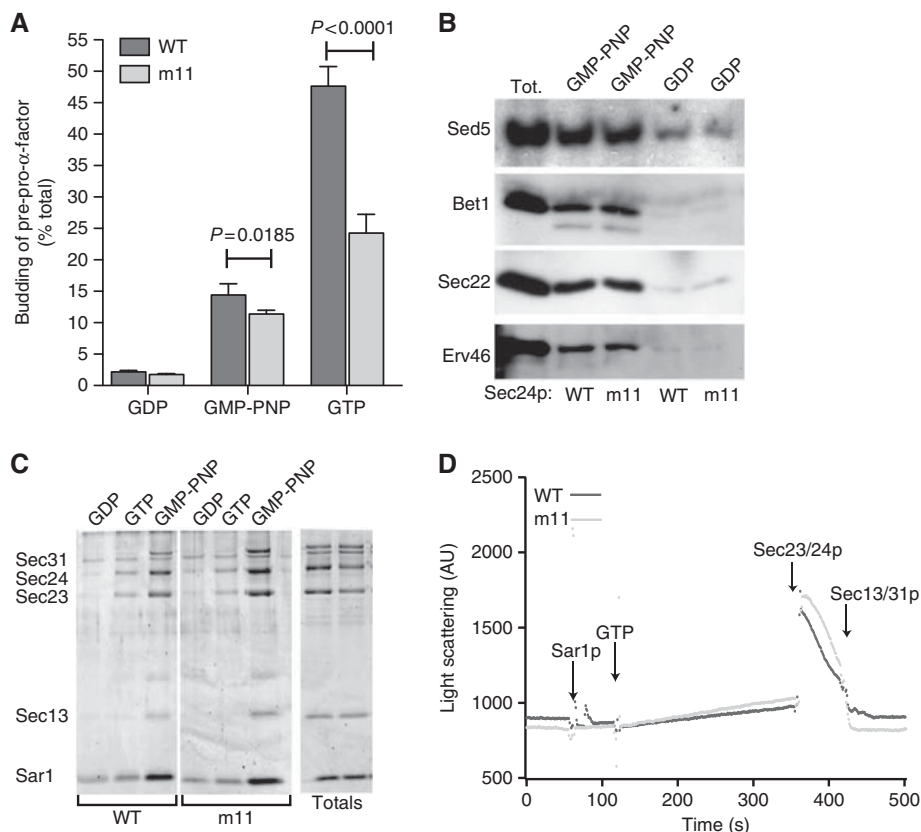 A
Budding of pre-pro-α-factor
(% total)
55
50
45
40
35
30
25
20
15
10
5
0
WT
m11
P<0.0001
P=0.0185
GDP
GMP-PNP
GTP
B
Tot.
GMP-PNP
GMP-PNP
GDP
GDP
Sed5
Bet1
Sec22
Erv46
Sec24p: WT m11 WT m11
C
GDP
GTP
GMP-PNP
GDP
GTP
GMP-PNP
Sec31
Sec24
Sec23
Sec13
Sar1
WT
m11
Totals
D
Light scattering (AU)
2500
2000
1500
1000
500
WT
m11
Sar1p
GTP
Sec23/24p
Sec13/31p
0 100 200 300 400 500
Time (s)